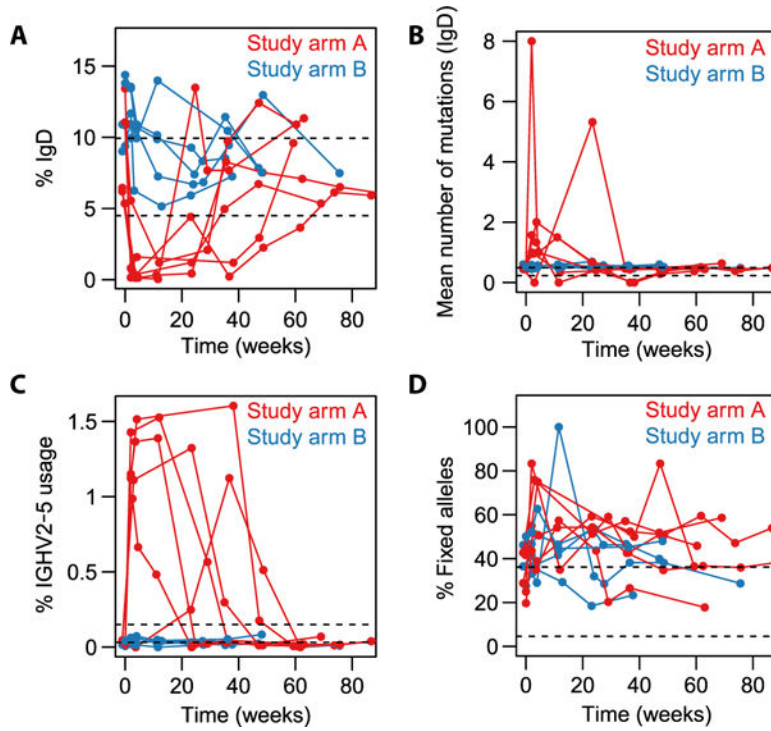 A
Study arm A
Study arm B
% IgD
15
10
5
0
0 20 40 60 80
Time (weeks)
B
Study arm A
Study arm B
Mean number of mutations (IgD)
8
6
4
2
0
0 20 40 60 80
Time (weeks)
C
Study arm A
Study arm B
% IGHV2-5 usage
1.5
1
0.5
0
0 20 40 60 80
Time (weeks)
D
Study arm A
Study arm B
% Fixed alleles
100
80
60
40
20
0
0 20 40 60 80
Time (weeks)